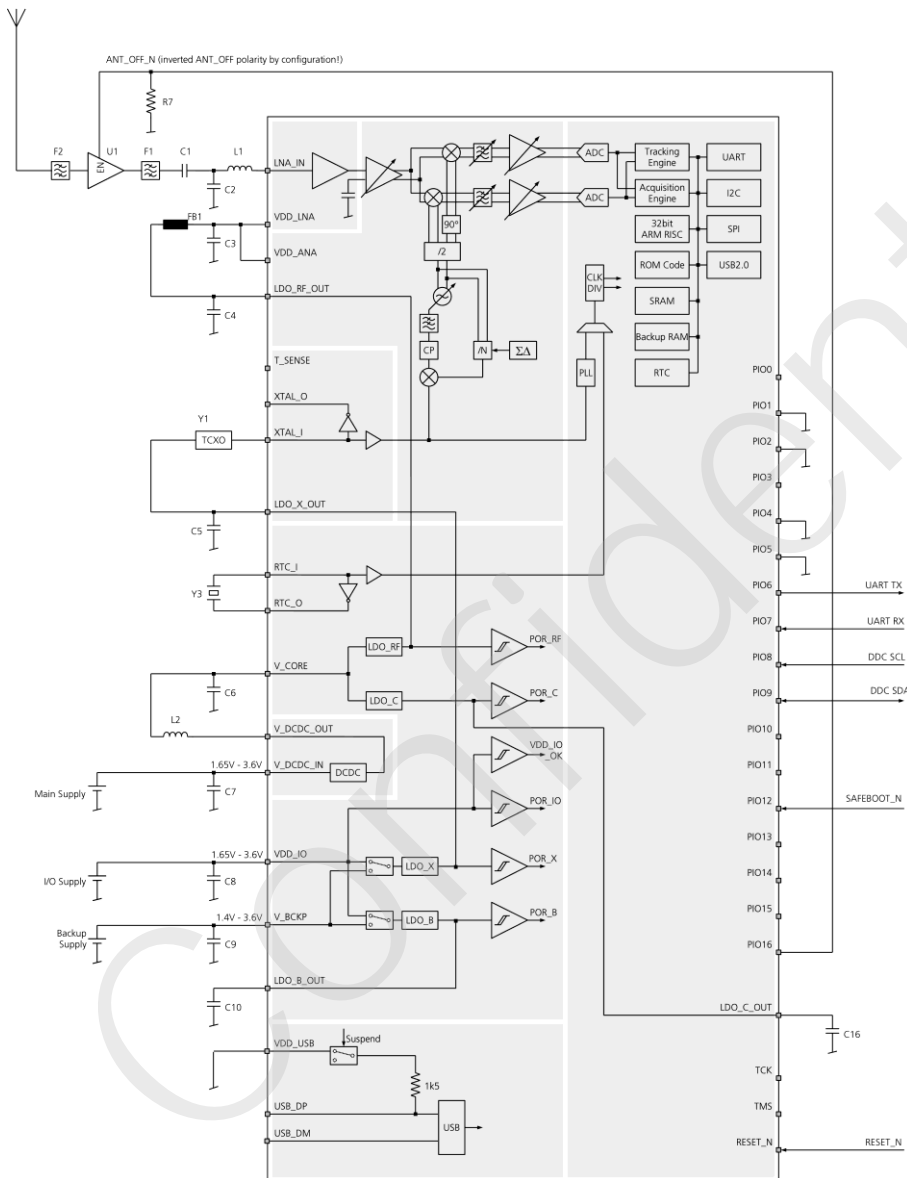 ANT_OFF_N (inverted ANT_OFF polarity by configuration!)
R7
F2
U1
F1
C1
L1
EN
C2
LNA_IN
FB1
VDD_LNA
C3
VDD_ANA
LDO_RF_OUT
C4
T_SENSE
XTAL_O
Y1
TCXO
XTAL_I
LDO_X_OUT
C5
RTC_I
Y3
RTC_O
V_CORE
C6
L2
V_DCDC_OUT
1.65V - 3.6V
V_DCDC_IN
DCDC
Main Supply
C7
1.65V - 3.6V
VDD_IO
I/O Supply
C8
1.4V - 3.6V
V_BCKP
Backup
Supply
C9
LDO_B_OUT
C10
VDD_USB
Suspend
1k5
USB_DP
USB_DM
USB
90°
/2
CP
/N
ΣΔ
PLL
CLK
DIV
ADC
ADC
Tracking
Engine
Acquisition
Engine
32bit
ARM RISC
ROM Code
SRAM
Backup RAM
RTC
UART
I2C
SPI
USB2.0
LDO_RF
POR_RF
LDO_C
POR_C
VDD_IO
_OK
POR_IO
LDO_X
POR_X
LDO_B
POR_B
PIO0
PIO1
PIO2
PIO3
PIO4
PIO5
PIO6
UART TX
PIO7
UART RX
PIO8
DDC SCL
PIO9
DDC SDA
PIO10
PIO11
PIO12
SAFEBOOT_N
PIO13
PIO14
PIO15
PIO16
LDO_C_OUT
C16
TCK
TMS
RESET_N
RESET_N
Confident